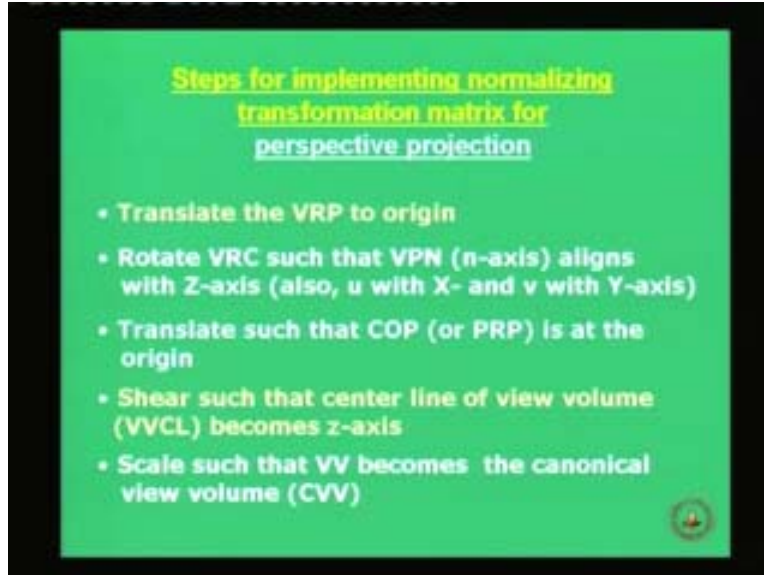 Steps for implementing normalizing
transformation matrix for
perspective projection
• Translate the VRP to origin
• Rotate VRC such that VPN (n-axis) aligns
with Z-axis (also, u with X- and v with Y-axis)
• Translate such that COP (or PRP) is at the
origin
• Shear such that center line of view volume
(VVCL) becomes z-axis
• Scale such that VV becomes the canonical
view volume (CVV)